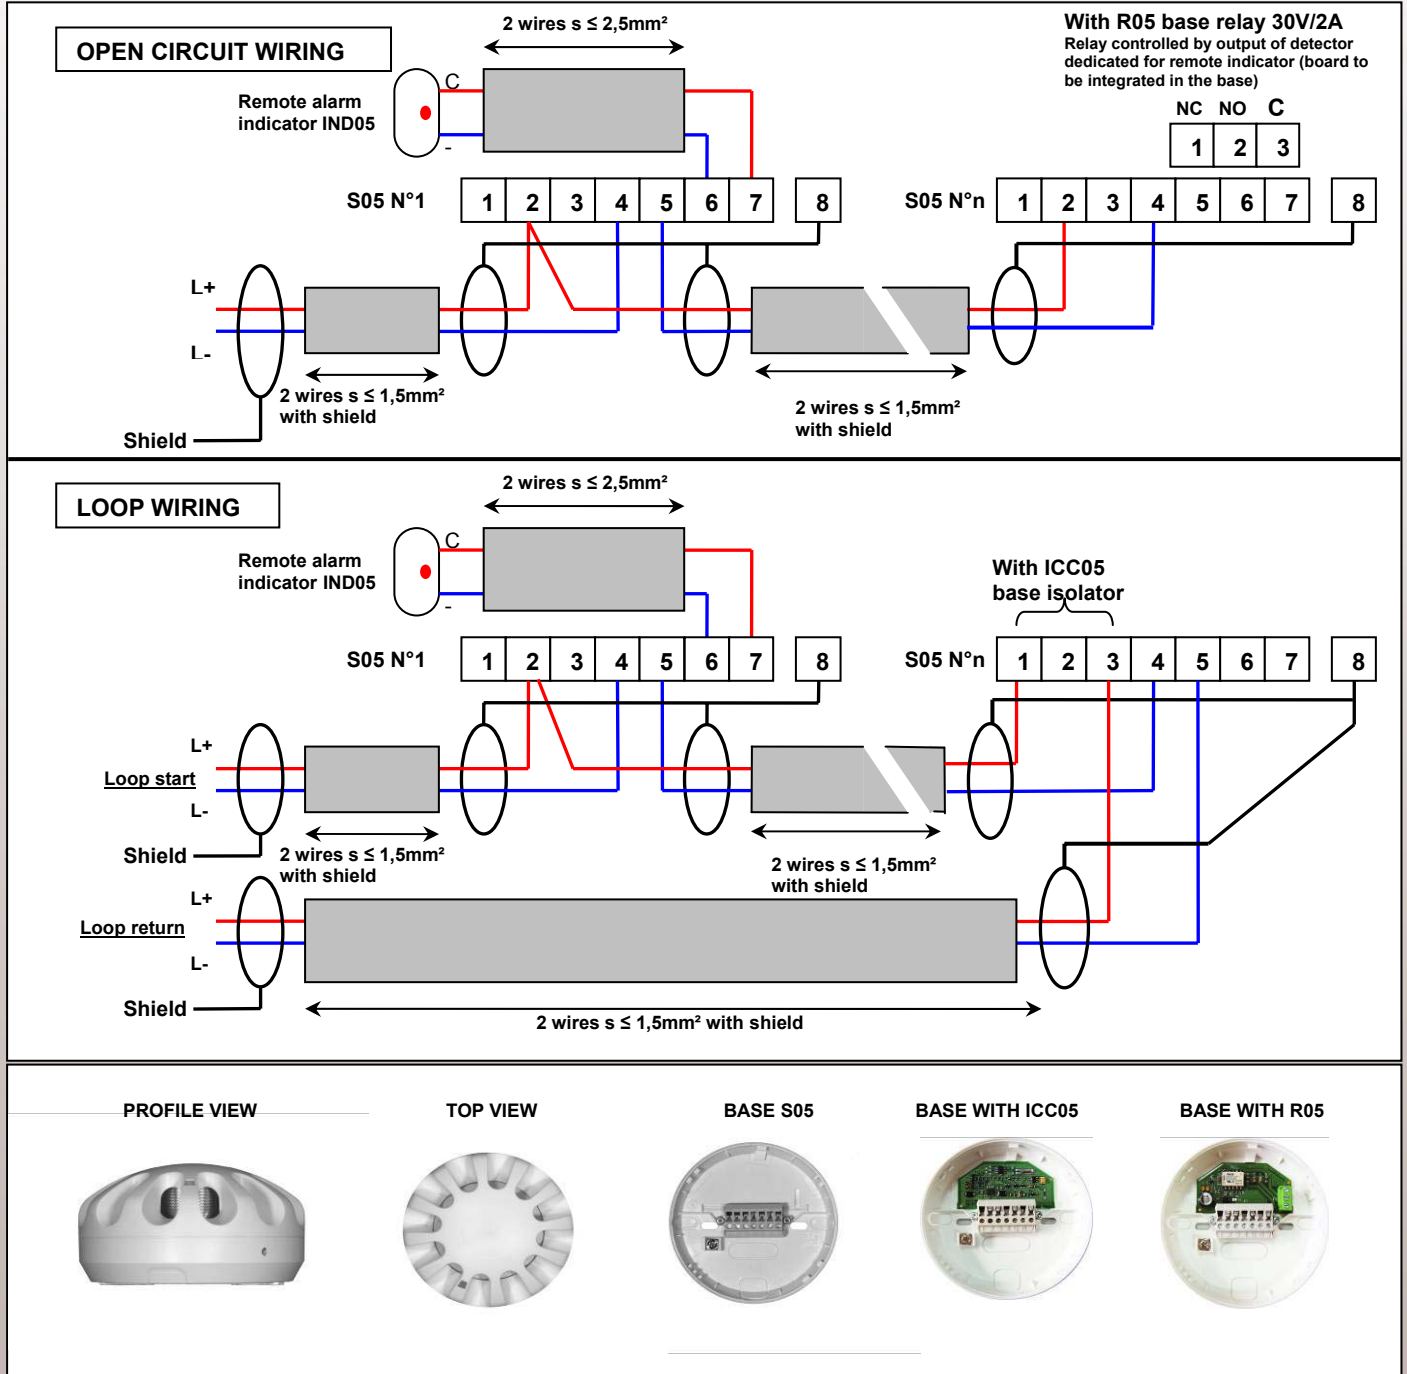 OPEN CIRCUIT WIRING
2 wires s ≤ 2,5mm²
With R05 base relay 30V/2A
Relay controlled by output of detector
dedicated for remote indicator (board to
be integrated in the base)
Remote alarm
indicator IND05
C
-
NC NO C
1 2 3
S05 N°1
1 2 3 4 5 6 7 8
S05 N°n
1 2 3 4 5 6 7 8
L+
L-
2 wires s ≤ 1,5mm²
with shield
2 wires s ≤ 1,5mm²
with shield
Shield
LOOP WIRING
2 wires s ≤ 2,5mm²
Remote alarm
indicator IND05
C
-
With ICC05
base isolator
S05 N°1
1 2 3 4 5 6 7 8
S05 N°n
1 2 3 4 5 6 7 8
L+
Loop start
L-
Shield
2 wires s ≤ 1,5mm²
with shield
2 wires s ≤ 1,5mm²
with shield
L+
Loop return
L-
Shield
2 wires s ≤ 1,5mm² with shield
PROFILE VIEW
TOP VIEW
BASE S05
BASE WITH ICC05
BASE WITH R05